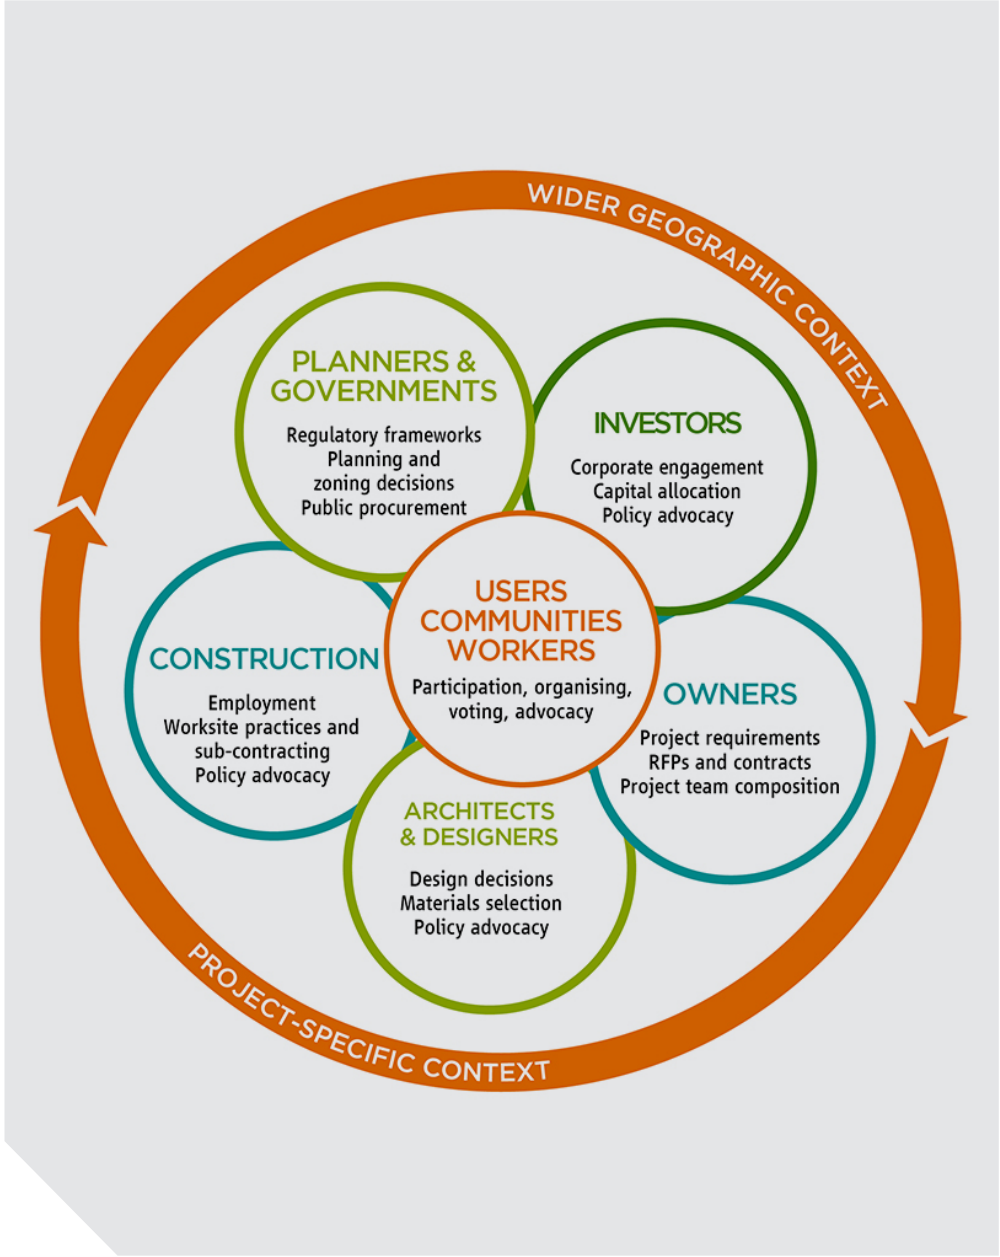 WIDER GEOGRAPHIC CONTEXT
PLANNERS &
GOVERNMENTS
Regulatory frameworks
Planning and
zoning decisions
Public procurement
INVESTORS
Corporate engagement
Capital allocation
Policy advocacy
USERS
COMMUNITIES
WORKERS
Participation, organising,
voting, advocacy
CONSTRUCTION
Employment
Worksite practices and
sub-contracting
Policy advocacy
OWNERS
Project requirements
RFPs and contracts
Project team composition
ARCHITECTS
& DESIGNERS
Design decisions
Materials selection
Policy advocacy
PROJECT-SPECIFIC CONTEXT